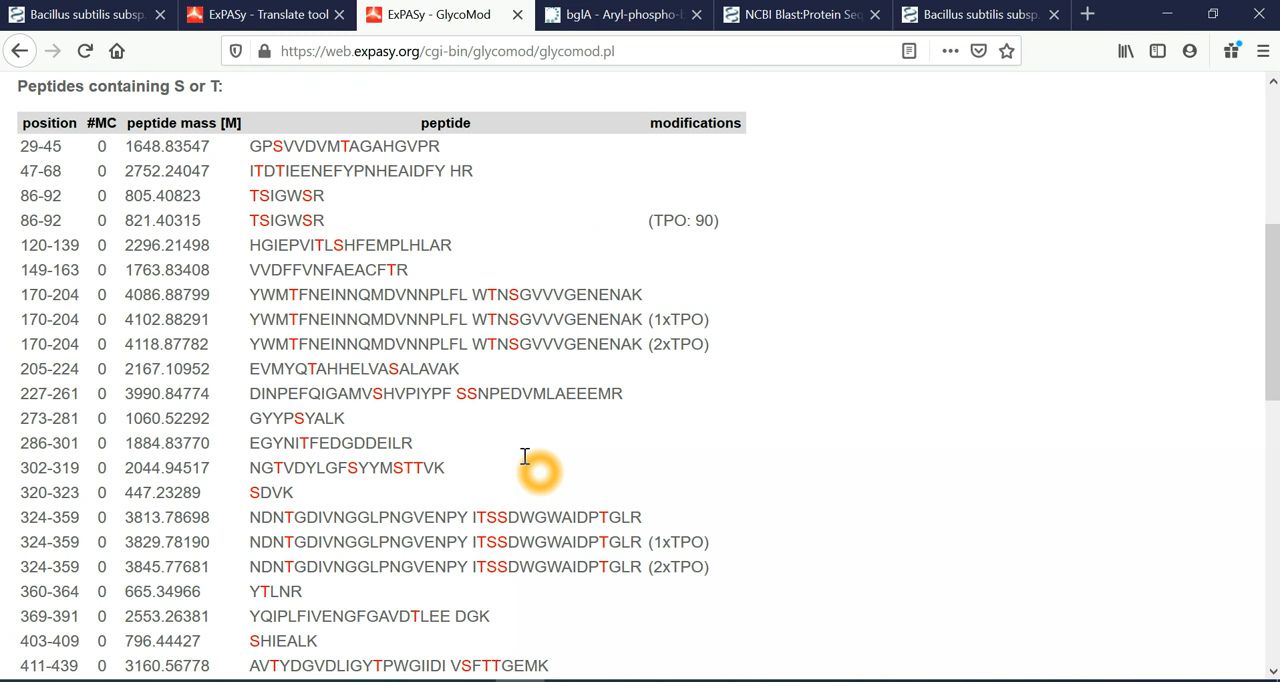 Bacillus subtilis subsp. ExPASy - Translate tool ExPASy - GlycoMod bglA - Aryl-phospho-b NCBI Blast:Protein Seq Bacillus subtilis subsp.
https://web.expasy.org/cgi-bin/glycomod/glycomod.pl
Peptides containing S or T:
position #MC peptide mass [M] peptide modifications
29-45 0 1648.83547 GPSVVDVMTAGAHGVPR
47-68 0 2752.24047 ITDTIEENEFYPNHEAIDFY HR
86-92 0 805.40823 TSIGWSR
86-92 0 821.40315 TSIGWSR (TPO: 90)
120-139 0 2296.21498 HGIEPVITLSHFEMPLHLAR
149-163 0 1763.83408 VVDFFVNFAEACFTR
170-204 0 4086.88799 YWMTFNEINNQMDVNNPLFL WTNSGVVVGENENAK
170-204 0 4102.88291 YWMTFNEINNQMDVNNPLFL WTNSGVVVGENENAK (1xTPO)
170-204 0 4118.87782 YWMTFNEINNQMDVNNPLFL WTNSGVVVGENENAK (2xTPO)
205-224 0 2167.10952 EVMYQTAHHELVASALAVAK
227-261 0 3990.84774 DINPEFQIGAMVSHVPIYPF SSNPEDVMLAEEEMR
273-281 0 1060.52292 GYYPSYALK
286-301 0 1884.83770 EGYNITFEDGDDEILR
302-319 0 2044.94517 NGTVDYLGFSYYMSTTVK
320-323 0 447.23289 SDVK
324-359 0 3813.78698 NDNTGDIVNGGLPNGVENPY ITSSDWGWAIDPTGLR
324-359 0 3829.78190 NDNTGDIVNGGLPNGVENPY ITSSDWGWAIDPTGLR (1xTPO)
324-359 0 3845.77681 NDNTGDIVNGGLPNGVENPY ITSSDWGWAIDPTGLR (2xTPO)
360-364 0 665.34966 YTLNR
369-391 0 2553.26381 YQIPLFIVENGFGAVDTLEE DGK
403-409 0 796.44427 SHIEALK
411-439 0 3160.56778 AVTYDGVDLIGYTPWGIIDI VSFTTGEMK